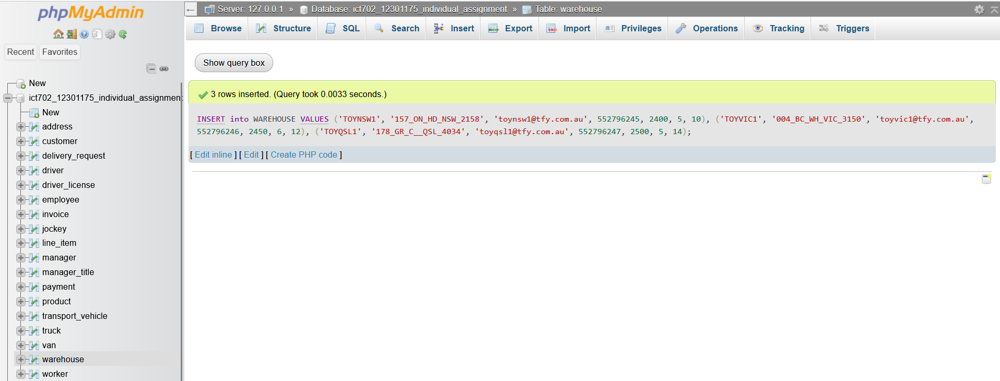 phpMyAdmin
Recent Favorites
New
ict702_12301175_individual_assignment
New
address
customer
delivery_request
driver
driver_license
employee
invoice
jockey
line_item
manager
manager_title
payment
product
transport_vehicle
truck
van
warehouse
worker
← Server: 127.0.0.1 » Database: ict702_12301175_individual_assignment » Table: warehouse
Browse Structure SQL Search Insert Export Import Privileges Operations Tracking Triggers
Show query box
3 rows inserted. (Query took 0.0033 seconds.)
INSERT into WAREHOUSE VALUES ('TOYNSW1', '157_ON_HD_NSW_2158', 'toynsw1@tfy.com.au', 552796245, 2400, 5, 10), ('TOYVIC1', '004_BC_WH_VIC_3150', 'toyvic1@tfy.com.au',
552796246, 2450, 6, 12), ('TOYQSL1', '178_GR_C__QSL_4034', 'toyqsl1@tfy.com.au', 552796247, 2500, 5, 14);
[ Edit inline ] [ Edit ] [ Create PHP code ]